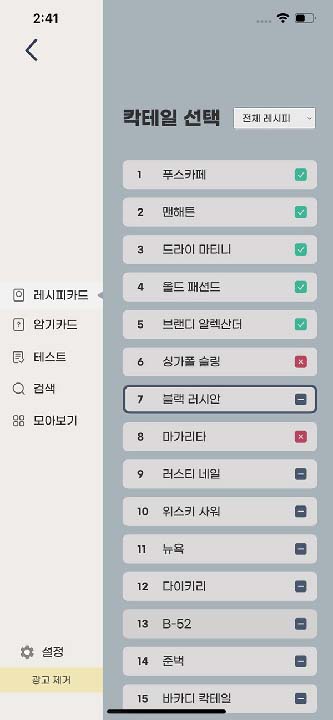 2:41
칵테일 선택
전체 레시피
1 푸스카페
2 맨해튼
3 드라이 마티니
4 올드 패션드
5 브랜디 알렉산더
6 싱가폴 슬링
7 블랙 러시안
8 마가리타
9 러스티 네일
10 위스키 사워
11 뉴욕
12 다이키리
13 B-52
14 준벅
15 바카디 칵테일
레시피카드
암기카드
테스트
검색
모아보기
설정
광고 제거